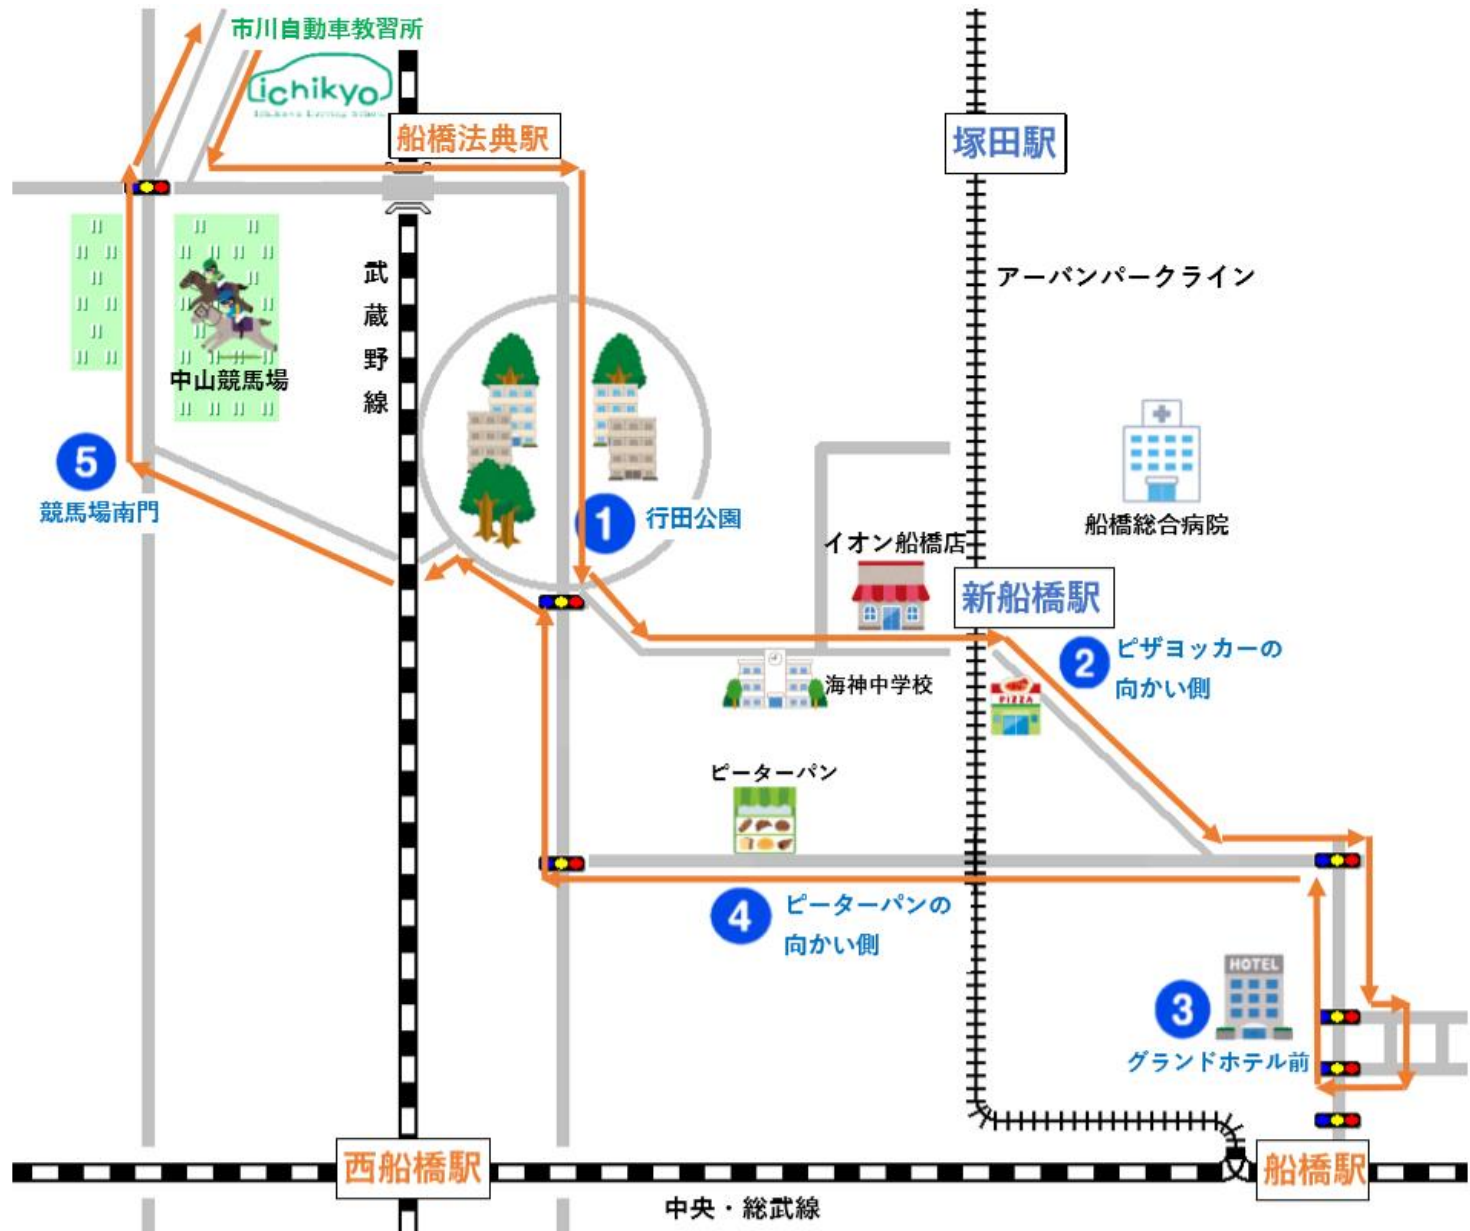 市川自動車教習所
ichikyo
船橋法典駅
塚田駅
武蔵野線
アーバンパークライン
中山競馬場
5
競馬場南門
1
行田公園
船橋総合病院
イオン船橋店
新船橋駅
2
ピザヨッカーの
向かい側
PIZZA
海神中学校
ピーターパン
4
ピーターパンの
向かい側
HOTEL
3
グランドホテル前
西船橋駅
船橋駅
中央・総武線